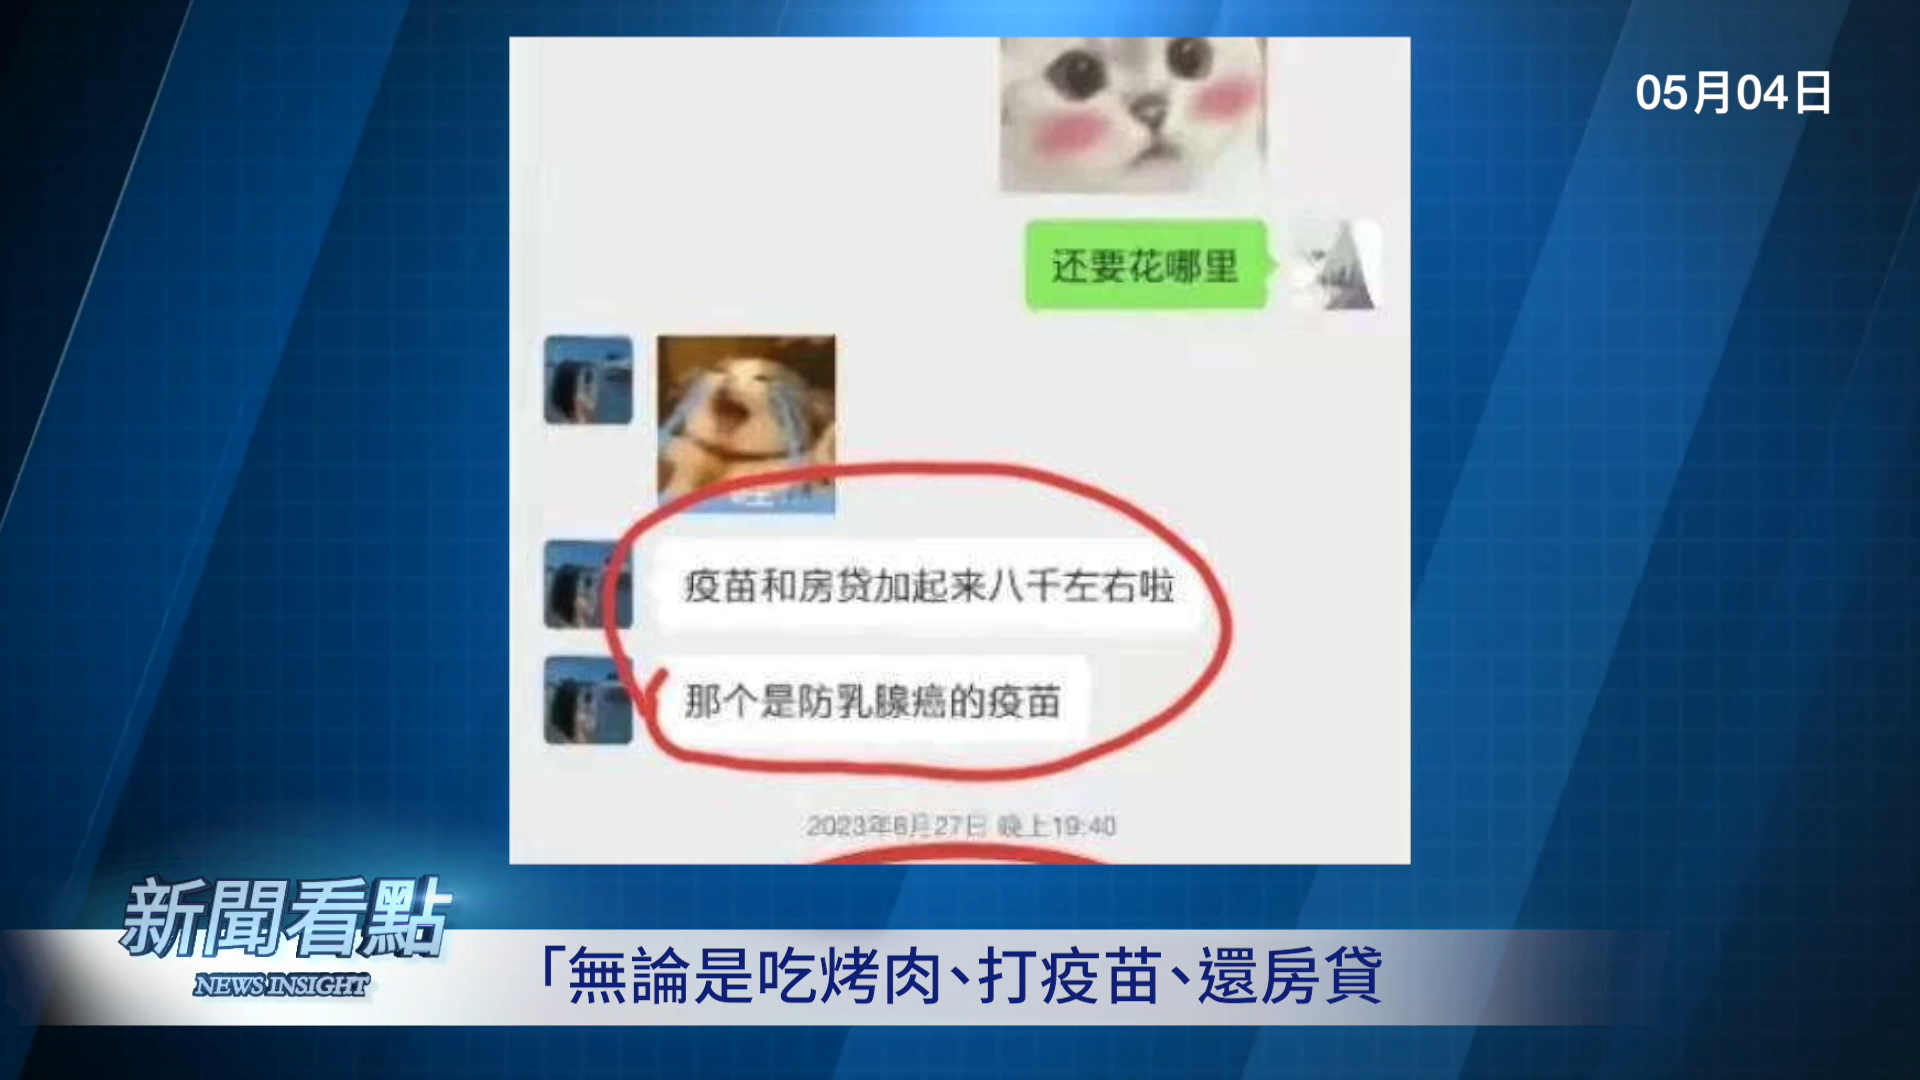 05月04日
还要花哪里
疫苗和房贷加起来八千左右啦
那个是防乳腺癌的疫苗
2023年6月27日 晚上19:40
新聞看點
NEWS INSIGHT
「無論是吃烤肉、打疫苗、還房貸